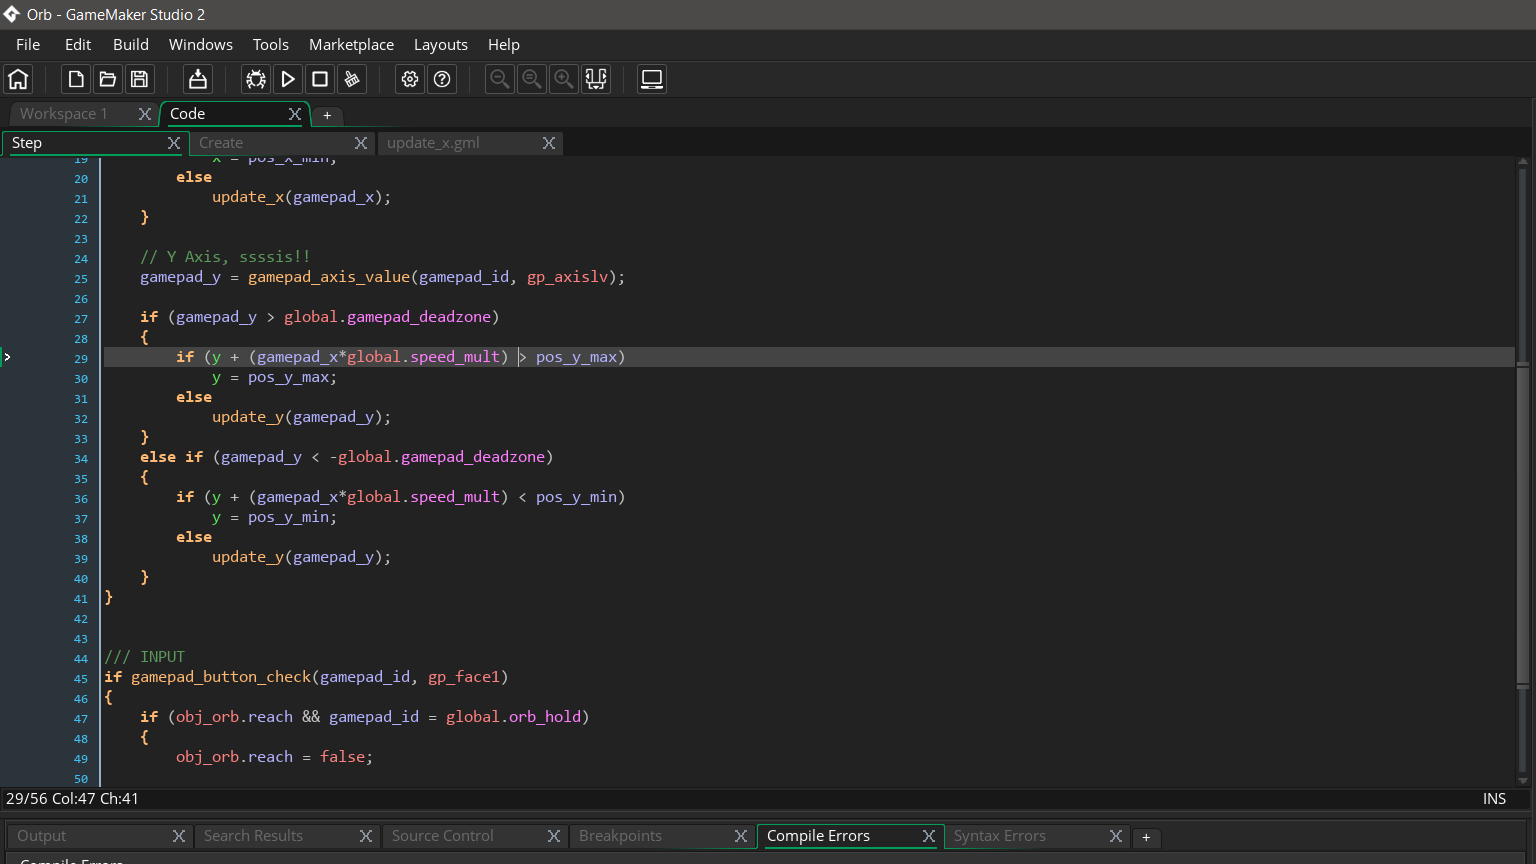 Orb - GameMaker Studio 2
File Edit Build Windows Tools Marketplace Layouts Help
Workspace 1 X Code X +
Step X Create X update_x.gml X
19 x = pos_x_min;
20 else
21 update_x(gamepad_x);
22 }
23
24 // Y Axis, ssssis!!
25 gamepad_y = gamepad_axis_value(gamepad_id, gp_axislv);
26
27 if (gamepad_y > global.gamepad_deadzone)
28 {
29 if (y + (gamepad_x*global.speed_mult) > pos_y_max)
30 y = pos_y_max;
31 else
32 update_y(gamepad_y);
33 }
34 else if (gamepad_y < -global.gamepad_deadzone)
35 {
36 if (y + (gamepad_x*global.speed_mult) < pos_y_min)
37 y = pos_y_min;
38 else
39 update_y(gamepad_y);
40 }
41 }
42
43
44 /// INPUT
45 if gamepad_button_check(gamepad_id, gp_face1)
46 {
47 if (obj_orb.reach && gamepad_id = global.orb_hold)
48 {
49 obj_orb.reach = false;
50
29/56 Col:47 Ch:41 INS
Output X Search Results X Source Control X Breakpoints X Compile Errors X Syntax Errors X +
Compile Errors